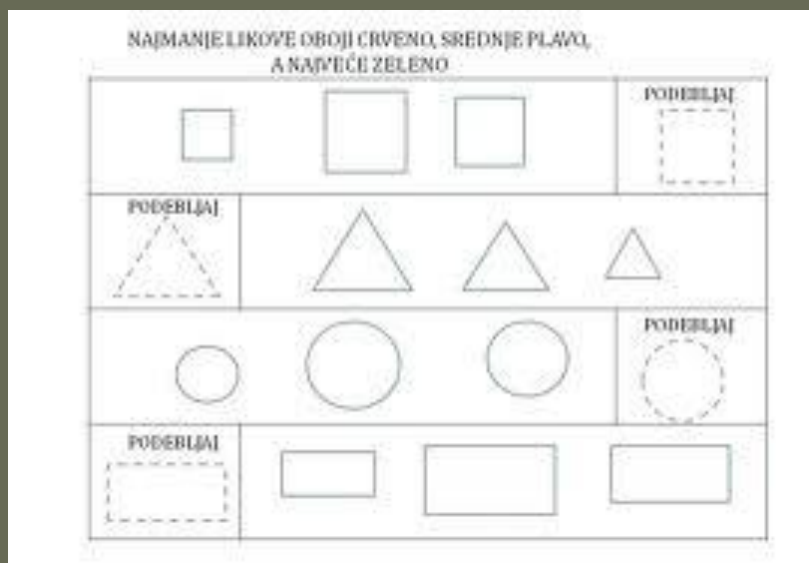 NAJMANJE LIKOVE OBOJI CRVENO, SREDNJE PLAVO,
A NAJVEĆE ZELENO
PODEBLJAJ
PODEBLJAJ
PODEBLJAJ
PODEBLJAJ